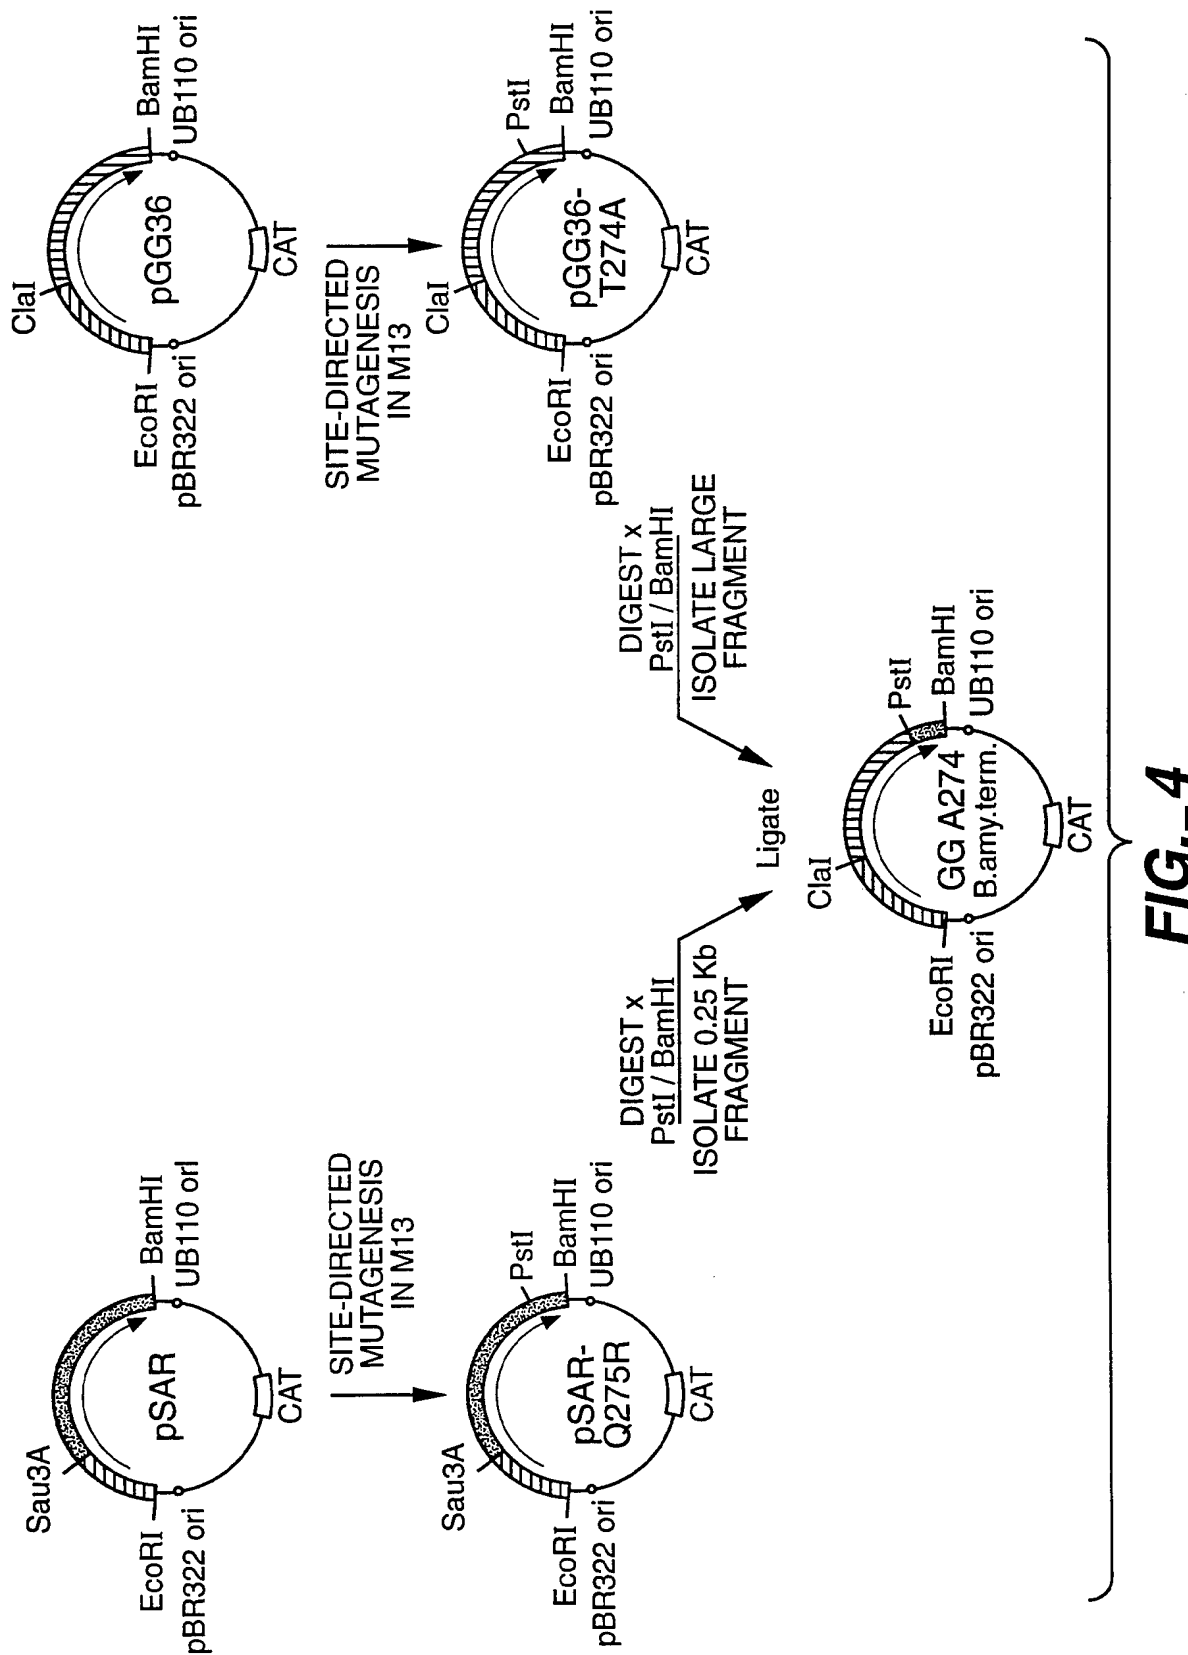 Sau3A
pSAR
EcoRI
BamHI
pBR322 ori
UB110 orI
CAT
SITE-DIRECTED
MUTAGENESIS
IN M13
Sau3A
PstI
pSAR-
Q275R
EcoRI
BamHI
pBR322 ori
UB110 ori
CAT
ClaI
pGG36
EcoRI
BamHI
pBR322 ori
UB110 ori
CAT
SITE-DIRECTED
MUTAGENESIS
IN M13
ClaI
PstI
pGG36-
T274A
EcoRI
BamHI
pBR322 ori
UB110 ori
CAT
DIGEST x
PstI / BamHI
ISOLATE 0.25 Kb
FRAGMENT
DIGEST x
PstI / BamHI
ISOLATE LARGE
FRAGMENT
Ligate
ClaI
PstI
GG A274
B.amy.term.
EcoRI
BamHI
pBR322 ori
UB110 ori
CAT
FIG._4